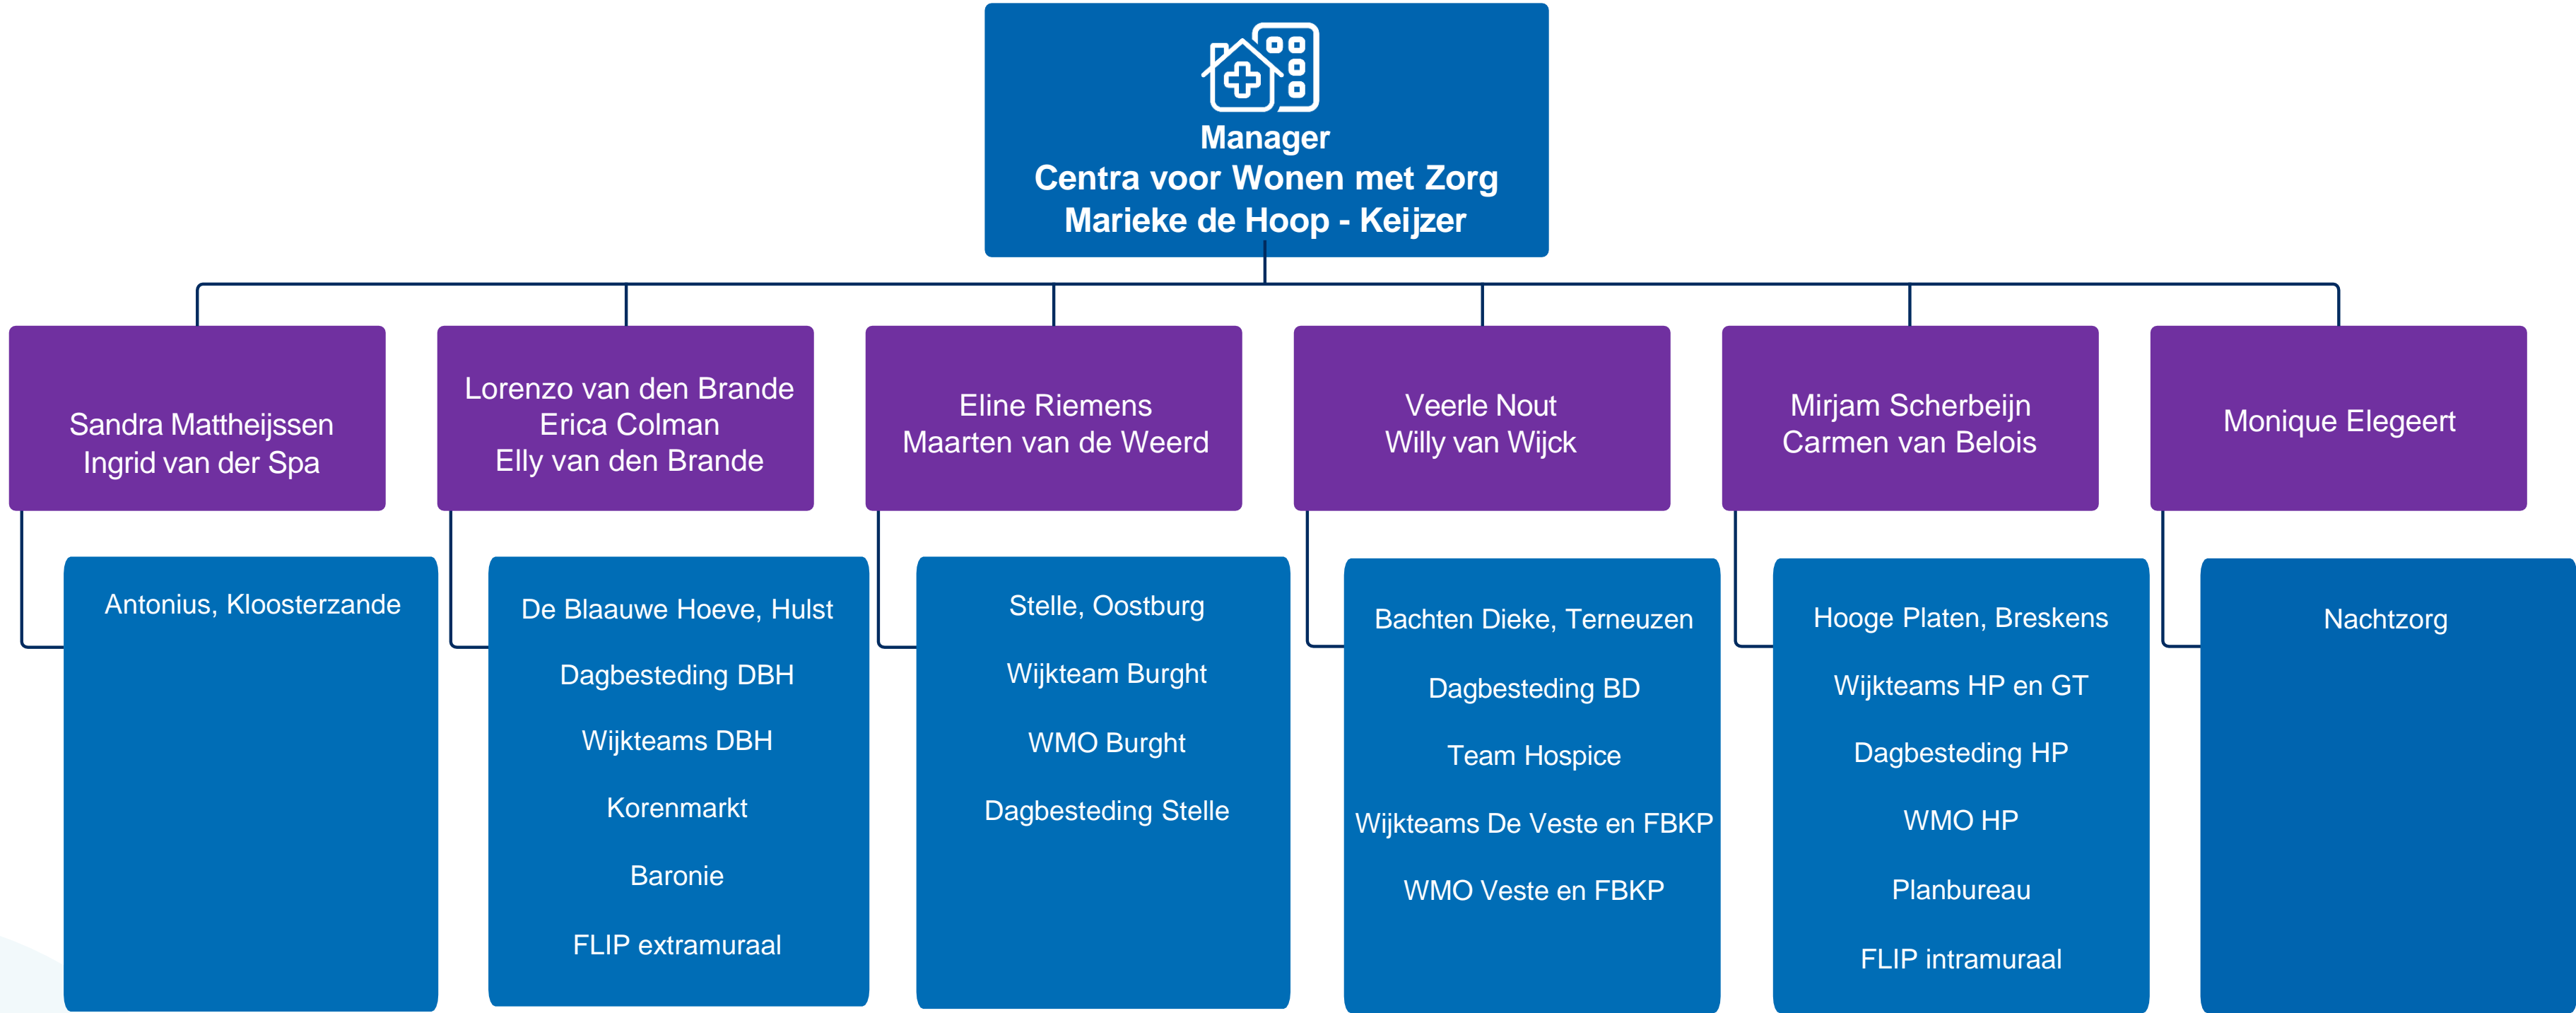 Manager
Centra voor Wonen met Zorg
Marieke de Hoop - Keijzer
Sandra Mattheijssen
Ingrid van der Spa
Lorenzo van den Brande
Erica Colman
Elly van den Brande
Eline Riemens
Maarten van de Weerd
Veerle Nout
Willy van Wijck
Mirjam Scherbeijn
Carmen van Belois
Monique Elegeert
Antonius, Kloosterzande
De Blaauwe Hoeve, Hulst
Dagbesteding DBH
Wijkteams DBH
Korenmarkt
Baronie
FLIP extramuraal
Stelle, Oostburg
Wijkteam Burght
WMO Burght
Dagbesteding Stelle
Bachten Dieke, Terneuzen
Dagbesteding BD
Team Hospice
Wijkteams De Veste en FBKP
WMO Veste en FBKP
Hooge Platen, Breskens
Wijkteams HP en GT
Dagbesteding HP
WMO HP
Planbureau
FLIP intramuraal
Nachtzorg